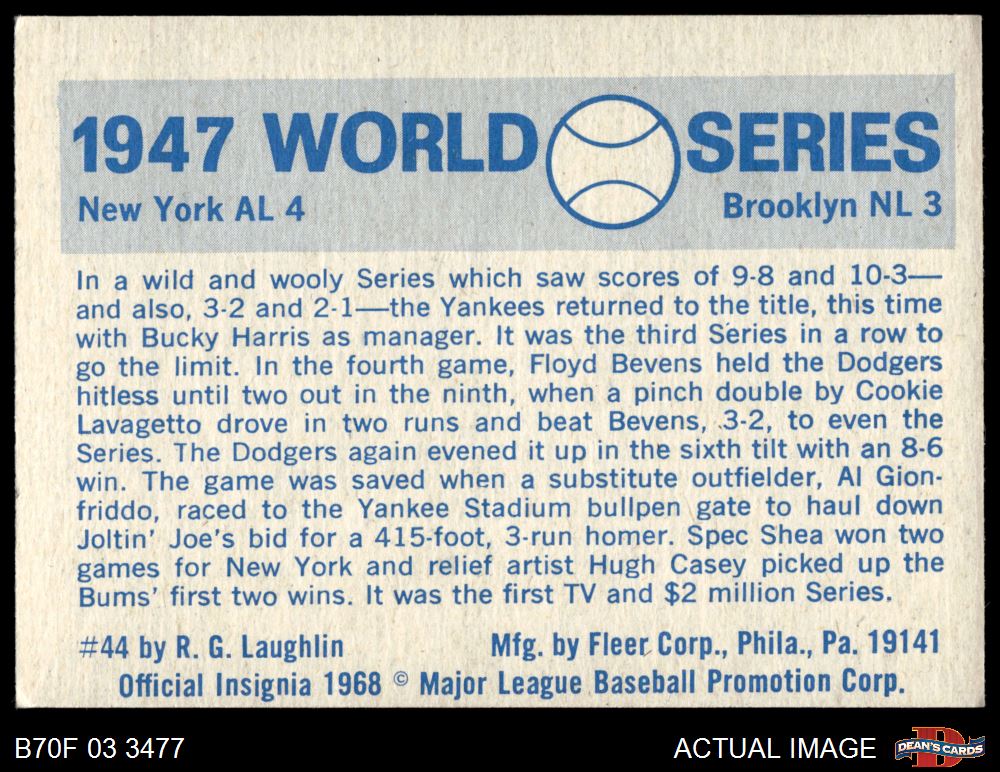 1947 WORLD SERIES
New York AL 4 Brooklyn NL 3
In a wild and wooly Series which saw scores of 9-8 and 10-3—
and also, 3-2 and 2-1—the Yankees returned to the title, this time
with Bucky Harris as manager. It was the third Series in a row to
go the limit. In the fourth game, Floyd Bevens held the Dodgers
hitless until two out in the ninth, when a pinch double by Cookie
Lavagetto drove in two runs and beat Bevens, 3-2, to even the
Series. The Dodgers again evened it up in the sixth tilt with an 8-6
win. The game was saved when a substitute outfielder, Al Gion-
friddo, raced to the Yankee Stadium bullpen gate to haul down
Joltin' Joe's bid for a 415-foot, 3-run homer. Spec Shea won two
games for New York and relief artist Hugh Casey picked up the
Bums' first two wins. It was the first TV and $2 million Series.
#44 by R. G. Laughlin Mfg. by Fleer Corp., Phila., Pa. 19141
Official Insignia 1968 © Major League Baseball Promotion Corp.
B70F 03 3477 ACTUAL IMAGE D DEAN'S CARDS